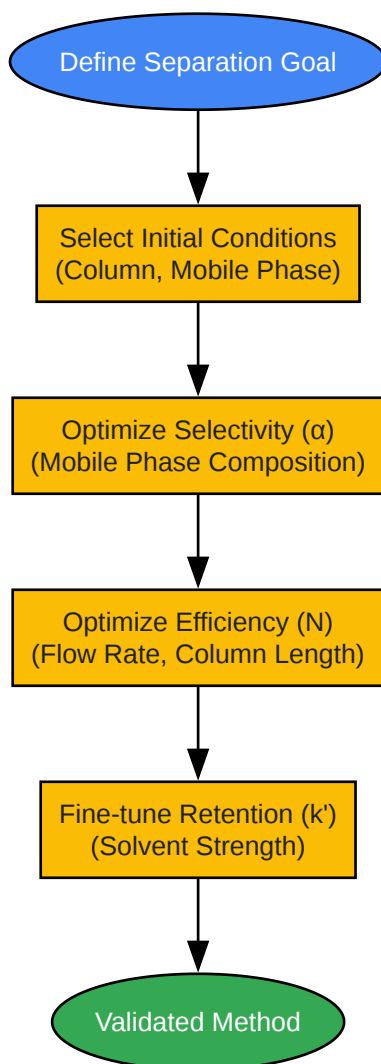 Define Separation Goal
Select Initial Conditions
(Column, Mobile Phase)
Optimize Selectivity (α)
(Mobile Phase Composition)
Optimize Efficiency (N)
(Flow Rate, Column Length)
Fine-tune Retention (k')
(Solvent Strength)
Validated Method